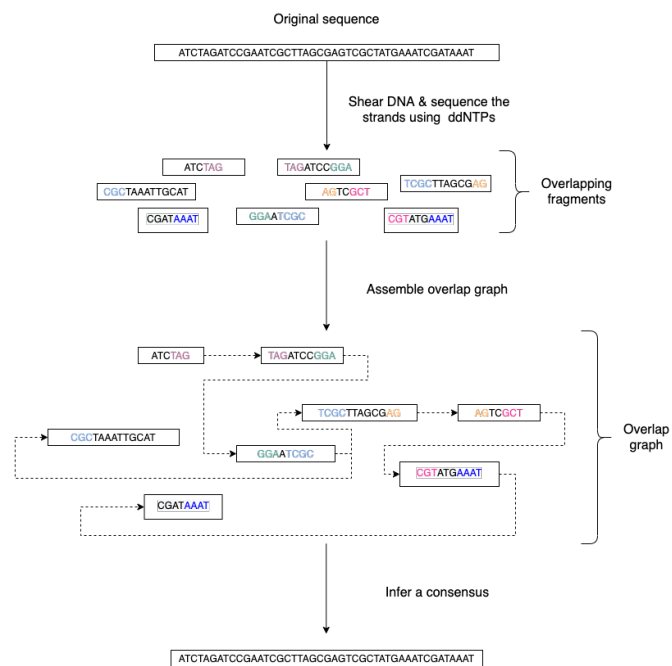 Original sequence
ATCTAGATCCGAATCGCTTAGCGAGTCGCTATGAAATCGATAAAT
Shear DNA & sequence the
strands using ddNTPs
ATCTAG
TAGATCCGGA
TCGCTTAGCGAG
CGCTAAATTGCAT
AGTCGCT
CGATAAAT
GGAATCGC
CGTATGAAAT
Overlapping
fragments
Assemble overlap graph
ATCTAG
TAGATCCGGA
TCGCTTAGCGAG
AGTCGCT
CGCTAAATTGCAT
GGAATCGC
CGTATGAAAT
CGATAAAT
Overlap
graph
Infer a consensus
ATCTAGATCCGAATCGCTTAGCGAGTCGCTATGAAATCGATAAAT